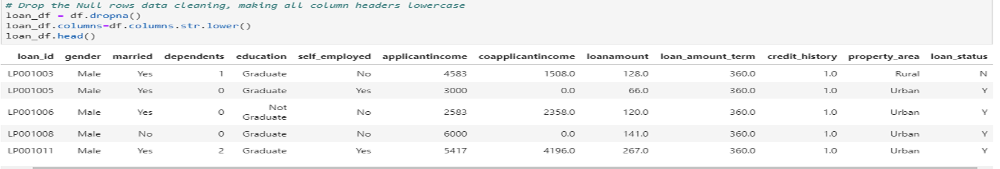 # Drop the Null rows data cleaning, making all column headers lowercase
loan_df = df.dropna()
loan_df.columns=df.columns.str.lower()
loan_df.head()
loan_id gender married dependents education self_employed applicantincome coapplicantincome loanamount loan_amount_term credit_history property_area loan_status
LP001003 Male Yes 1 Graduate No 4583 1508.0 128.0 360.0 1.0 Rural N
LP001005 Male Yes 0 Graduate Yes 3000 0.0 66.0 360.0 1.0 Urban Y
LP001006 Male Yes 0 Not Graduate No 2583 2358.0 120.0 360.0 1.0 Urban Y
LP001008 Male No 0 Graduate No 6000 0.0 141.0 360.0 1.0 Urban Y
LP001011 Male Yes 2 Graduate Yes 5417 4196.0 267.0 360.0 1.0 Urban Y